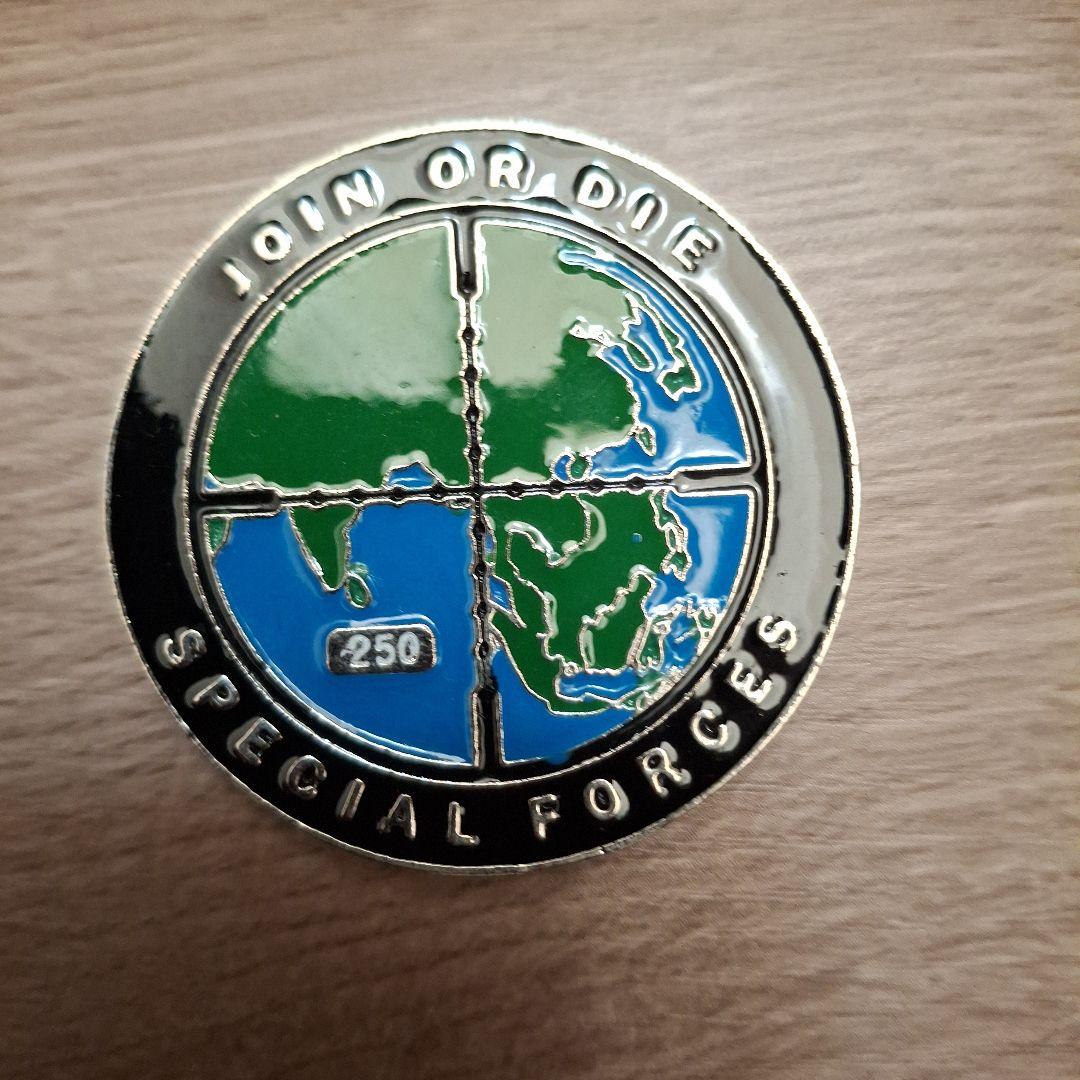 JOIN OR DIE
250
SPECIAL FORCES